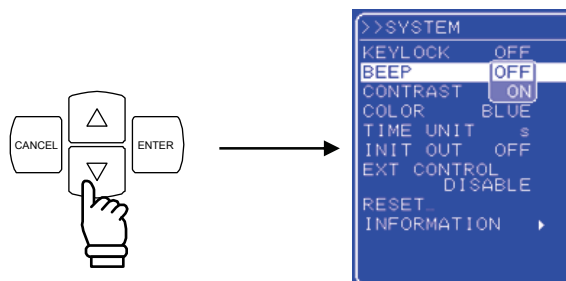 CANCEL
ENTER
>>SYSTEM
KEYLOCK OFF
BEEP OFF
CONTRAST ON
COLOR BLUE
TIME UNIT s
INIT OUT OFF
EXT CONTROL
DISABLE
RESET…
INFORMATION